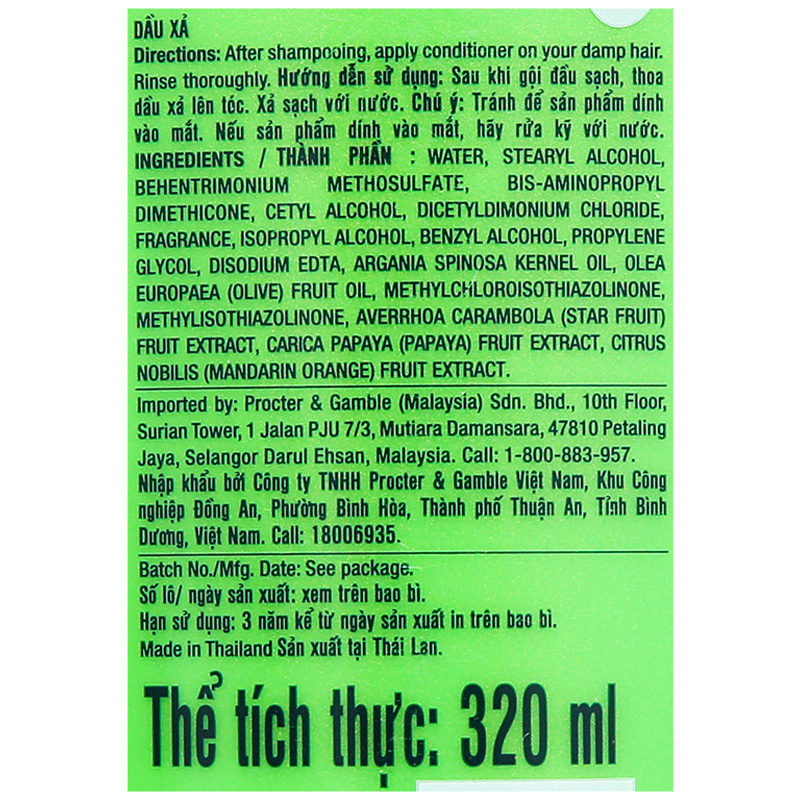 DẦU XẢ
Directions: After shampooing, apply conditioner on your damp hair.
Rinse thoroughly. Hướng dẫn sử dụng: Sau khi gội đầu sạch, thoa
dầu xả lên tóc. Xả sạch với nước. Chú ý: Tránh để sản phẩm dính
vào mắt. Nếu sản phẩm dính vào mắt, hãy rửa kỹ với nước.
INGREDIENTS / THÀNH PHẦN : WATER, STEARYL ALCOHOL,
BEHENTRIMONIUM METHOSULFATE, BIS-AMINOPROPYL
DIMETHICONE, CETYL ALCOHOL, DICETYLDIMONIUM CHLORIDE,
FRAGRANCE, ISOPROPYL ALCOHOL, BENZYL ALCOHOL, PROPYLENE
GLYCOL, DISODIUM EDTA, ARGANIA SPINOSA KERNEL OIL, OLEA
EUROPAEA (OLIVE) FRUIT OIL, METHYLCHLOROISOTHIAZOLINONE,
METHYLISOTHIAZOLINONE, AVERRHOA CARAMBOLA (STAR FRUIT)
FRUIT EXTRACT, CARICA PAPAYA (PAPAYA) FRUIT EXTRACT, CITRUS
NOBILIS (MANDARIN ORANGE) FRUIT EXTRACT.
Imported by: Procter & Gamble (Malaysia) Sdn. Bhd., 10th Floor,
Surian Tower, 1 Jalan PJU 7/3, Mutiara Damansara, 47810 Petaling
Jaya, Selangor Darul Ehsan, Malaysia. Call: 1-800-883-957.
Nhập khẩu bởi Công ty TNHH Procter & Gamble Việt Nam, Khu Công
nghiệp Đồng An, Phường Bình Hòa, Thành phố Thuận An, Tỉnh Bình
Dương, Việt Nam. Call: 18006935.
Batch No./Mfg. Date: See package.
Số lô/ ngày sản xuất: xem trên bao bì.
Hạn sử dụng: 3 năm kể từ ngày sản xuất in trên bao bì.
Made in Thailand Sản xuất tại Thái Lan.
Thể tích thực: 320 ml